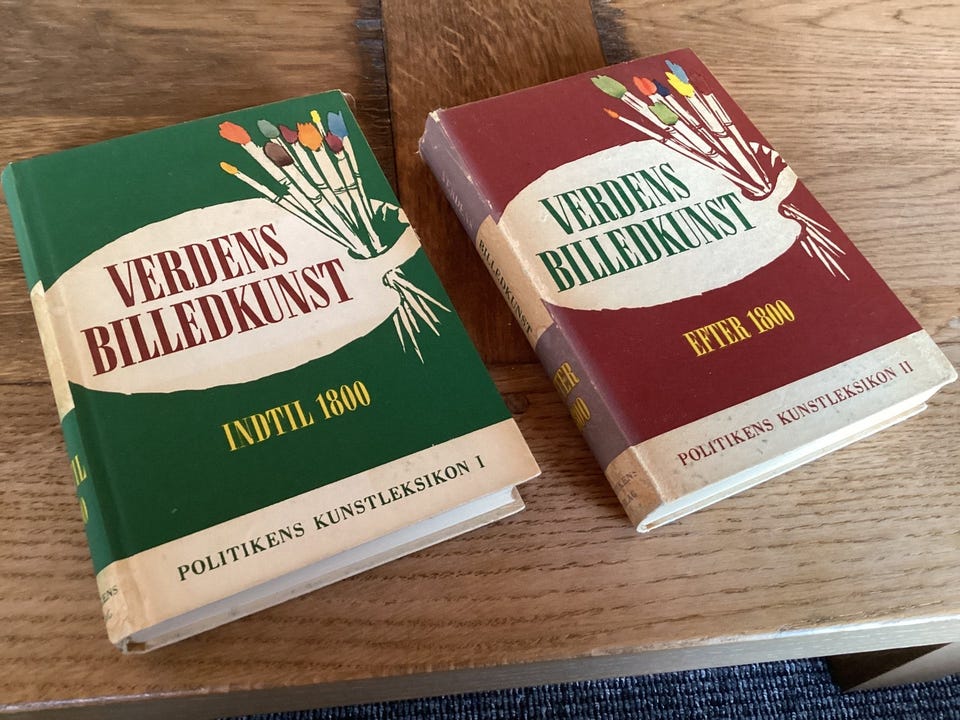 VERDENS
BILLEDKUNST
INDTIL 1800
POLITIKENS KUNSTLEKSIKON I
VERDENS
BILLEDKUNST
EFTER 1800
POLITIKENS KUNSTLEKSIKON II
BILLEDKUNST